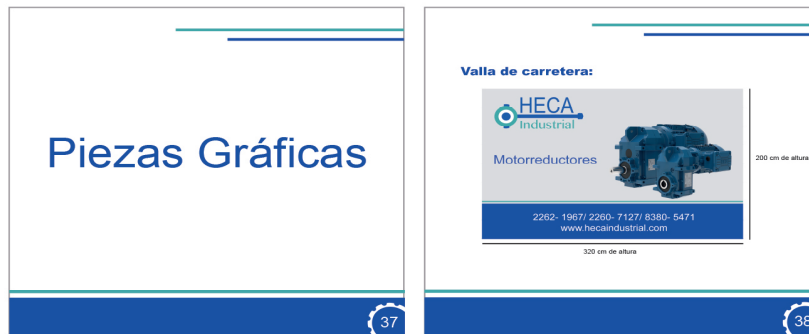 Piezas Gráficas
37
Valla de carretera:
HECA
Industrial
Motorreductores
2262- 1967/ 2260- 7127/ 8380- 5471
www.hecaindustrial.com
200 cm de altura
320 cm de altura
38